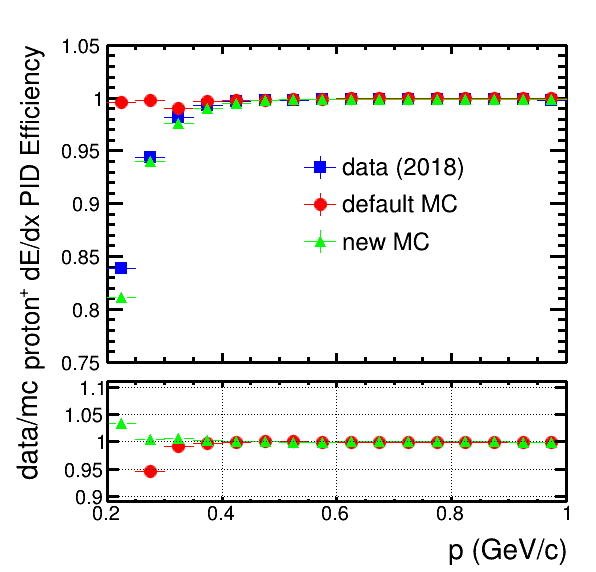 proton⁺ dE/dx PID Efficiency
1.05
1
0.95
0.9
0.85
0.8
0.75
data (2018)
default MC
new MC
data/mc
1.1
1.05
1
0.95
0.9
0.2 0.4 0.6 0.8 1
p (GeV/c)